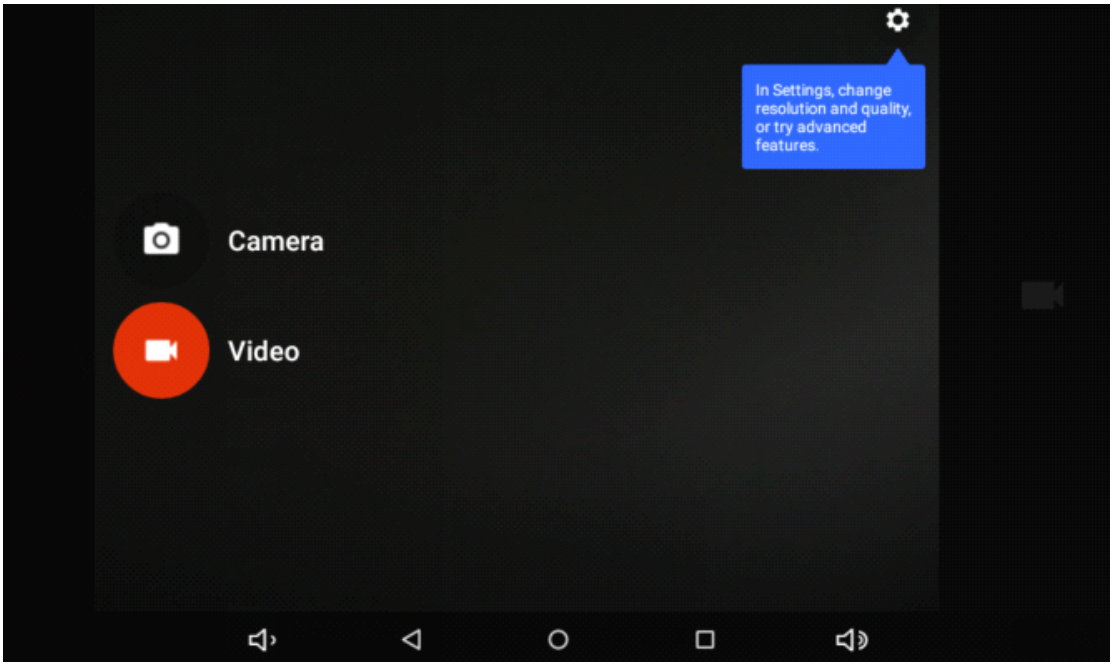 In Settings, change
resolution and quality,
or try advanced
features.
Camera
Video